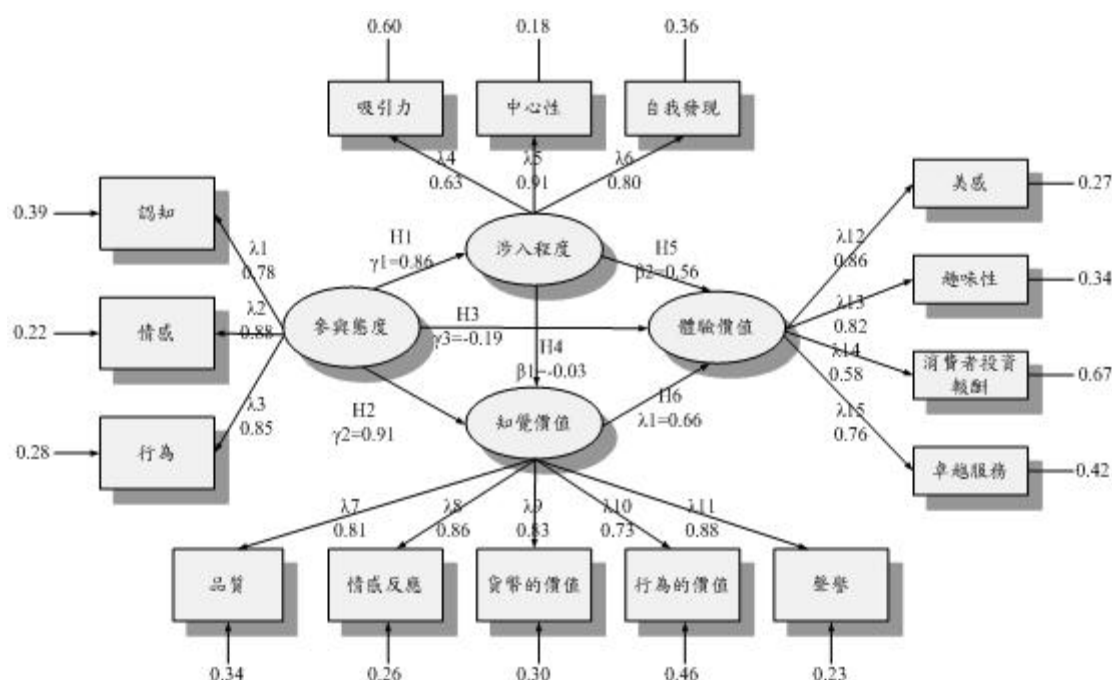 0.60
0.18
0.36
吸引力
中心性
自我發現
λ4
0.63
λ5
0.91
λ6
0.80
0.39
認知
λ1
0.78
0.22
情感
λ2
0.88
0.28
行為
λ3
0.85
參與態度
涉入程度
知覺價值
體驗價值
H1
γ1=0.86
H5
β2=0.56
H3
γ3=-0.19
H4
β1=-0.03
H2
γ2=0.91
H6
λ1=0.66
λ12
0.86
美感
0.27
λ13
0.82
趣味性
0.34
λ14
0.58
消費者投資
報酬
0.67
λ15
0.76
卓越服務
0.42
λ7
0.81
λ8
0.86
λ9
0.83
λ10
0.73
λ11
0.88
品質
情感反應
貨幣的價值
行為的價值
聲譽
0.34
0.26
0.30
0.46
0.23